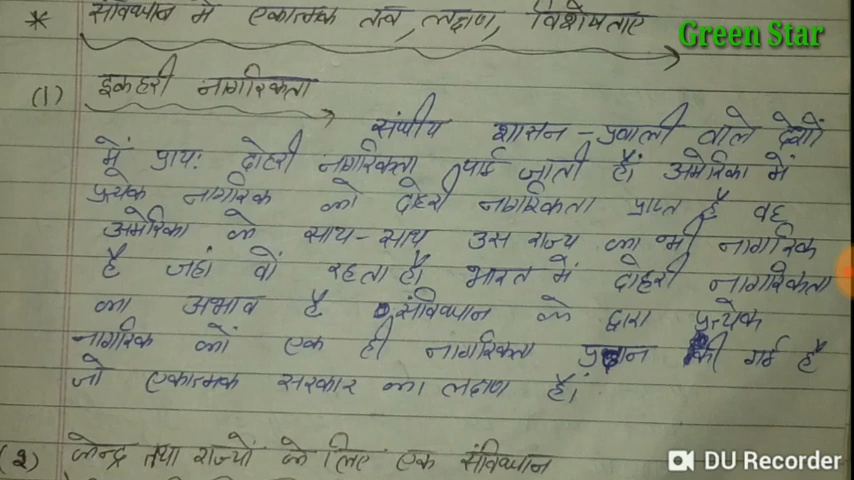 * संविधान में एकात्मक तत्व, लक्षण, विशेषताए
Green Star
(1) इकहरी नागरिकता
संघीय शासन - प्रणाली वाले देशों
में प्राय: दोहरी नागरिकता पाई जाती है। अमेरिका में
प्रत्येक नागरिक को दोहरी नागरिकता प्राप्त है वह
अमेरिका के साथ-साथ उस राज्य का भी नागरिक
है जहां वों रहता है। भारत में दोहरी नागरिकता
का अभाव है संविधान के द्वारा प्रत्येक
नागरिक कों एक ही नागरिकता प्रदान की गई है
जो एकात्मक सरकार का लक्षण है।
(2) केन्द्र तथा राज्यों के लिए एक संविधान
DU Recorder